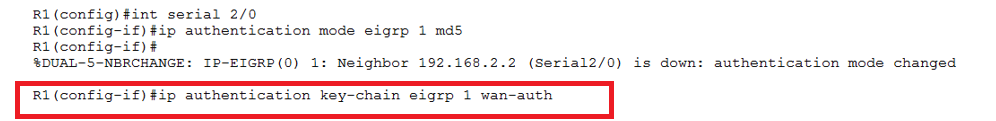 R1(config)#int serial 2/0
R1(config-if)#ip authentication mode eigrp 1 md5
R1(config-if)#
%DUAL-5-NBRCHANGE: IP-EIGRP(0) 1: Neighbor 192.168.2.2 (Serial2/0) is down: authentication mode changed
R1(config-if)#ip authentication key-chain eigrp 1 wan-auth